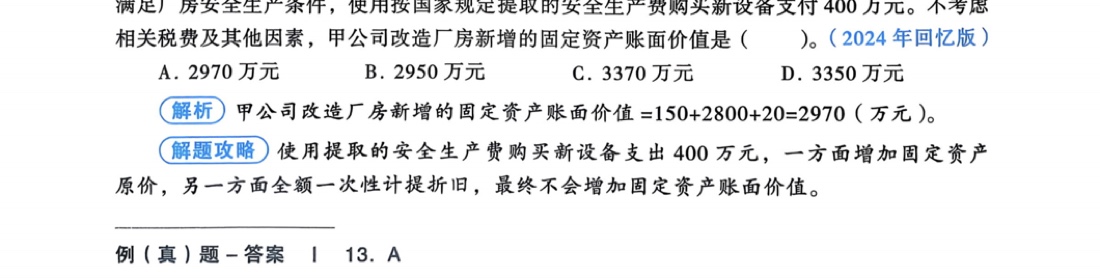 满足厂房安全生产条件，使用按国家规定提取的安全生产费购买新设备支付 400 万元。不考虑
相关税费及其他因素，甲公司改造厂房新增的固定资产账面价值是（　　）。（2024 年回忆版）
A. 2970 万元　　B. 2950 万元　　C. 3370 万元　　D. 3350 万元
解析 甲公司改造厂房新增的固定资产账面价值 =150+2800+20=2970（万元）。
解题攻略 使用提取的安全生产费购买新设备支出 400 万元，一方面增加固定资产
原价，另一方面全额一次性计提折旧，最终不会增加固定资产账面价值。
例（真）题 – 答案 | 13. A